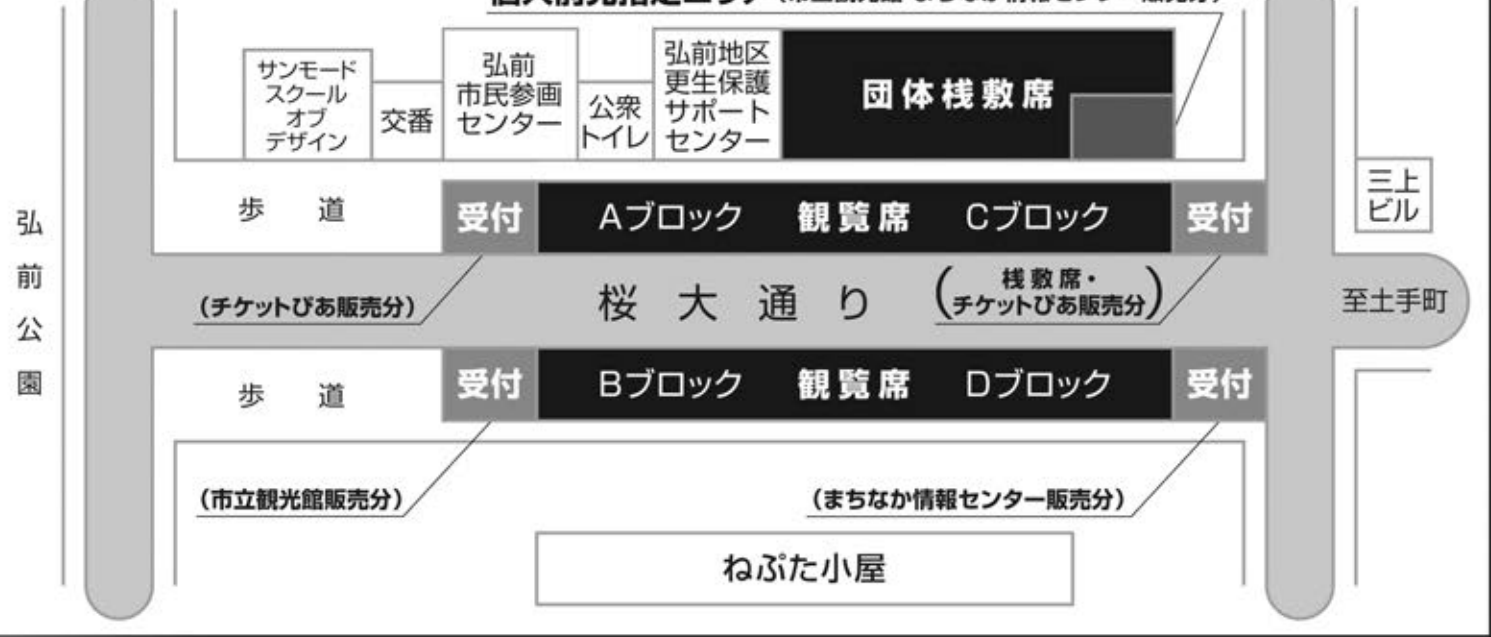 サンモード
スクール
オブ
デザイン
交番
弘前
市民参画
センター
公衆
トイレ
弘前地区
更生保護
サポート
センター
団体桟敷席
歩道
受付
Aブロック 観覧席 Cブロック
受付
三上
ビル
弘前公園
(チケットぴあ販売分)
桜大通り
(桟敷席・
チケットぴあ販売分)
至土手町
歩道
受付
Bブロック 観覧席 Dブロック
受付
(市立観光館販売分)
(まちなか情報センター販売分)
ねぷた小屋